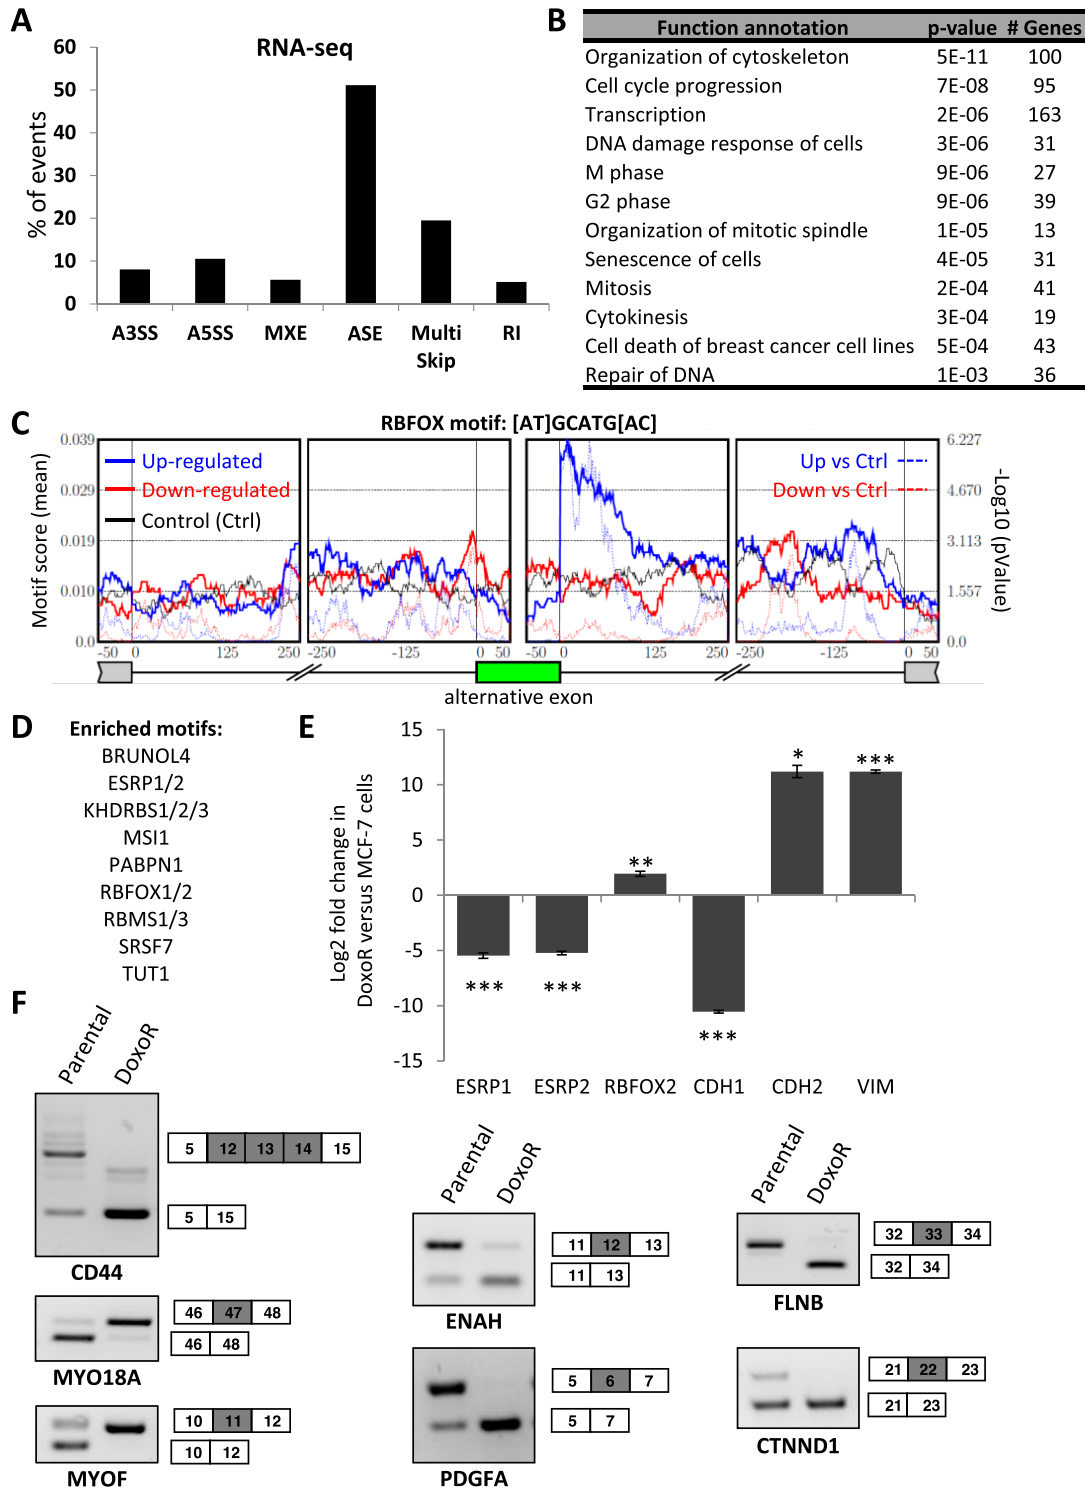 A
RNA-seq
% of events
60
50
40
30
20
10
0
A3SS A5SS MXE ASE Multi Skip RI
B
Function annotation p-value # Genes
Organization of cytoskeleton 5E-11 100
Cell cycle progression 7E-08 95
Transcription 2E-06 163
DNA damage response of cells 3E-06 31
M phase 9E-06 27
G2 phase 9E-06 39
Organization of mitotic spindle 1E-05 13
Senescence of cells 4E-05 31
Mitosis 2E-04 41
Cytokinesis 3E-04 19
Cell death of breast cancer cell lines 5E-04 43
Repair of DNA 1E-03 36
C
RBFOX motif: [AT]GCATG[AC]
Motif score (mean)
0.039
0.029
0.019
0.010
0.0
Up-regulated
Down-regulated
Control (Ctrl)
Up vs Ctrl
Down vs Ctrl
6.227
4.670
3.113
1.557
0.0
-Log10 (pValue)
-50 0 125 250 -250 -125 0 50 -50 0 125 250 -250 -125 0 50
alternative exon
D
Enriched motifs:
BRUNOL4
ESRP1/2
KHDRBS1/2/3
MSI1
PABPN1
RBFOX1/2
RBMS1/3
SRSF7
TUT1
E
Log2 fold change in
DoxoR versus MCF-7 cells
15
10
5
0
-5
-10
-15
*** *** ** *** * ***
ESRP1 ESRP2 RBFOX2 CDH1 CDH2 VIM
F
Parental DoxoR
5 12 13 14 15
5 15
CD44
46 47 48
46 48
MYO18A
10 11 12
10 12
MYOF
Parental DoxoR
11 12 13
11 13
ENAH
5 6 7
5 7
PDGFA
Parental DoxoR
32 33 34
32 34
FLNB
21 22 23
21 23
CTNND1